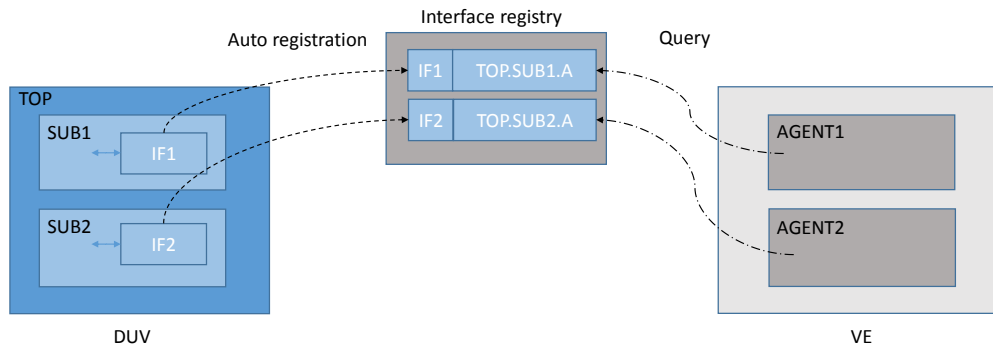 Interface registry
Auto registration
Query
IF1 TOP.SUB1.A
IF2 TOP.SUB2.A
TOP
SUB1
IF1
SUB2
IF2
DUV
AGENT1
AGENT2
VE